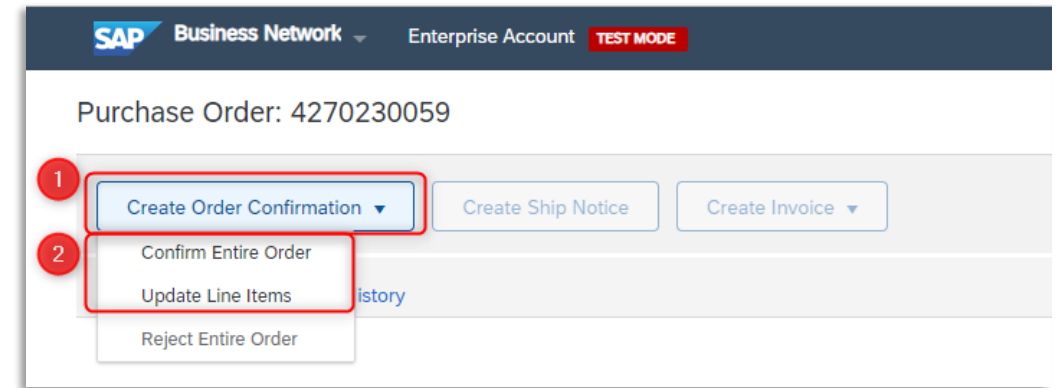 SAP Business Network Enterprise Account TEST MODE
Purchase Order: 4270230059
1
Create Order Confirmation Create Ship Notice Create Invoice
2
Confirm Entire Order
Update Line Items istory
Reject Entire Order